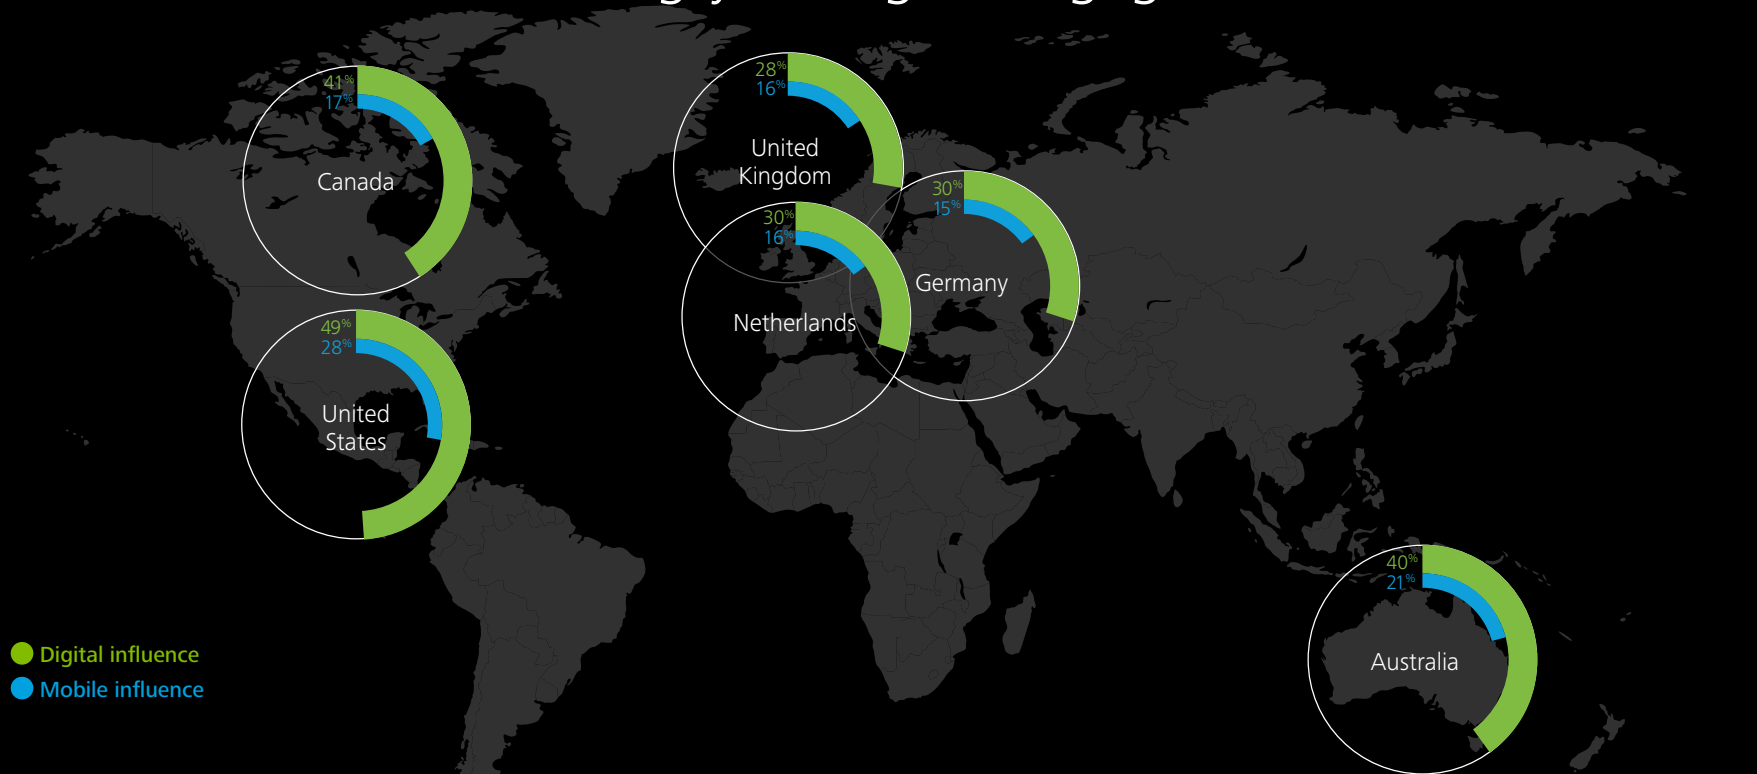 41%
17%
Canada
28%
16%
United
Kingdom
30%
15%
Germany
30%
16%
Netherlands
49%
28%
United
States
40%
21%
Australia
Digital influence
Mobile influence